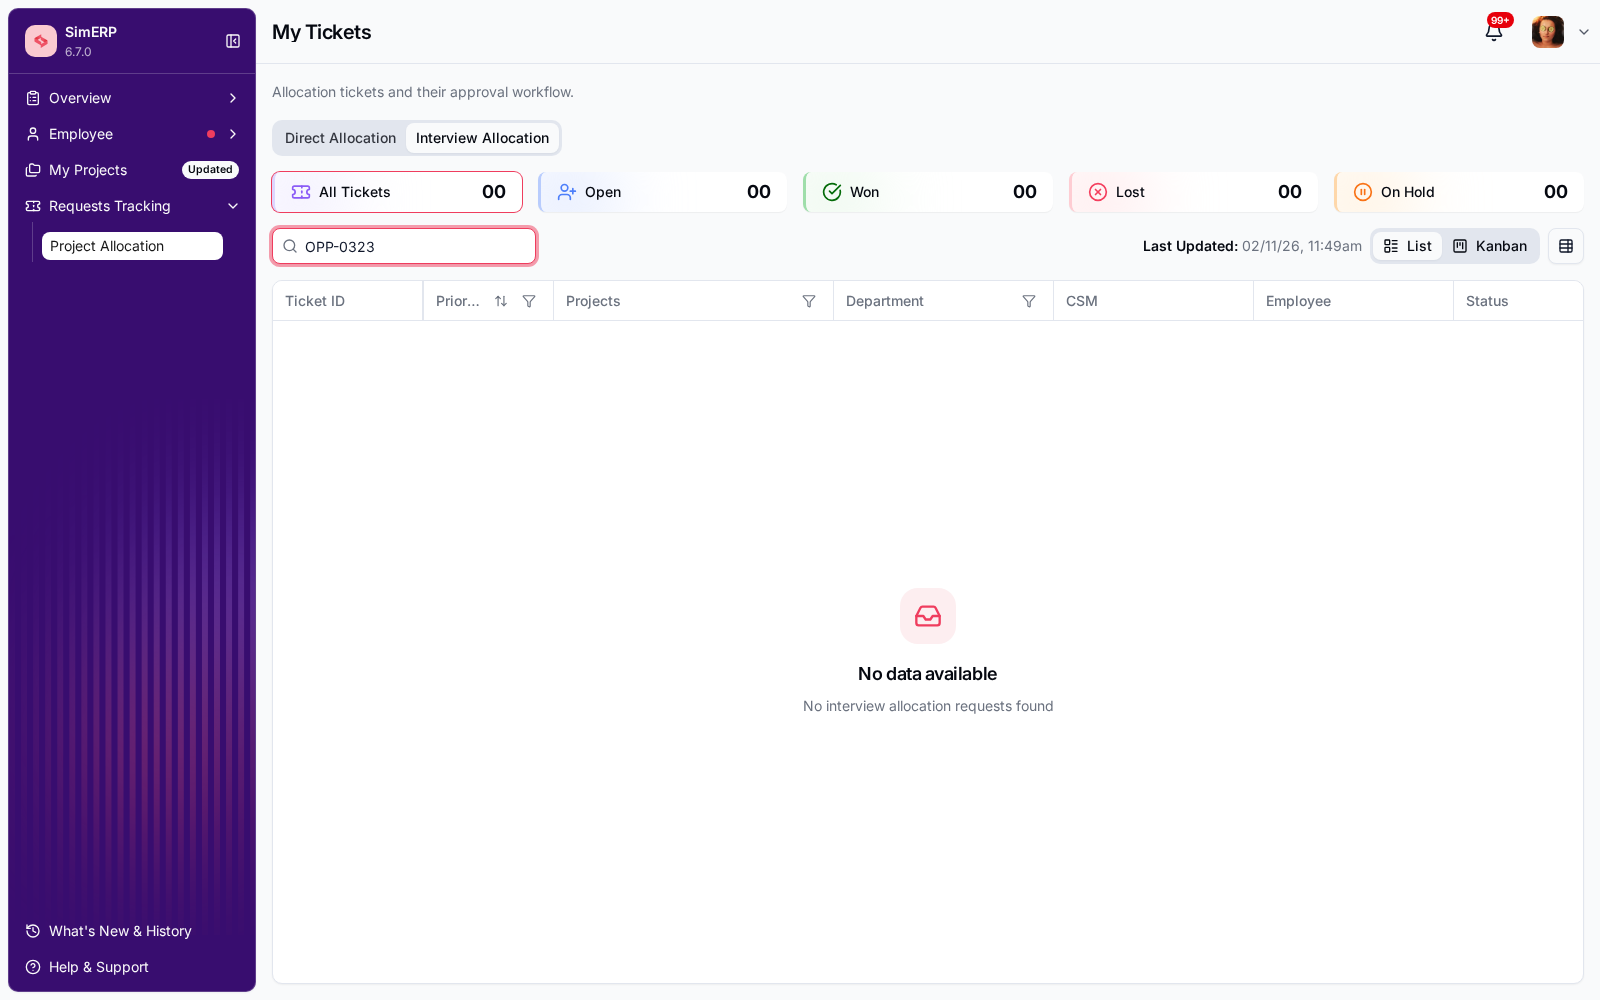 SimERP
6.7.0
Overview
Employee
My Projects
Updated
Requests Tracking
Project Allocation
What's New & History
Help & Support
My Tickets
99+
Allocation tickets and their approval workflow.
Direct Allocation
Interview Allocation
All Tickets 00
Open 00
Won 00
Lost 00
On Hold 00
OPP-0323
Last Updated: 02/11/26, 11:49am
List
Kanban
Ticket ID
Prior...
Projects
Department
CSM
Employee
Status
No data available
No interview allocation requests found